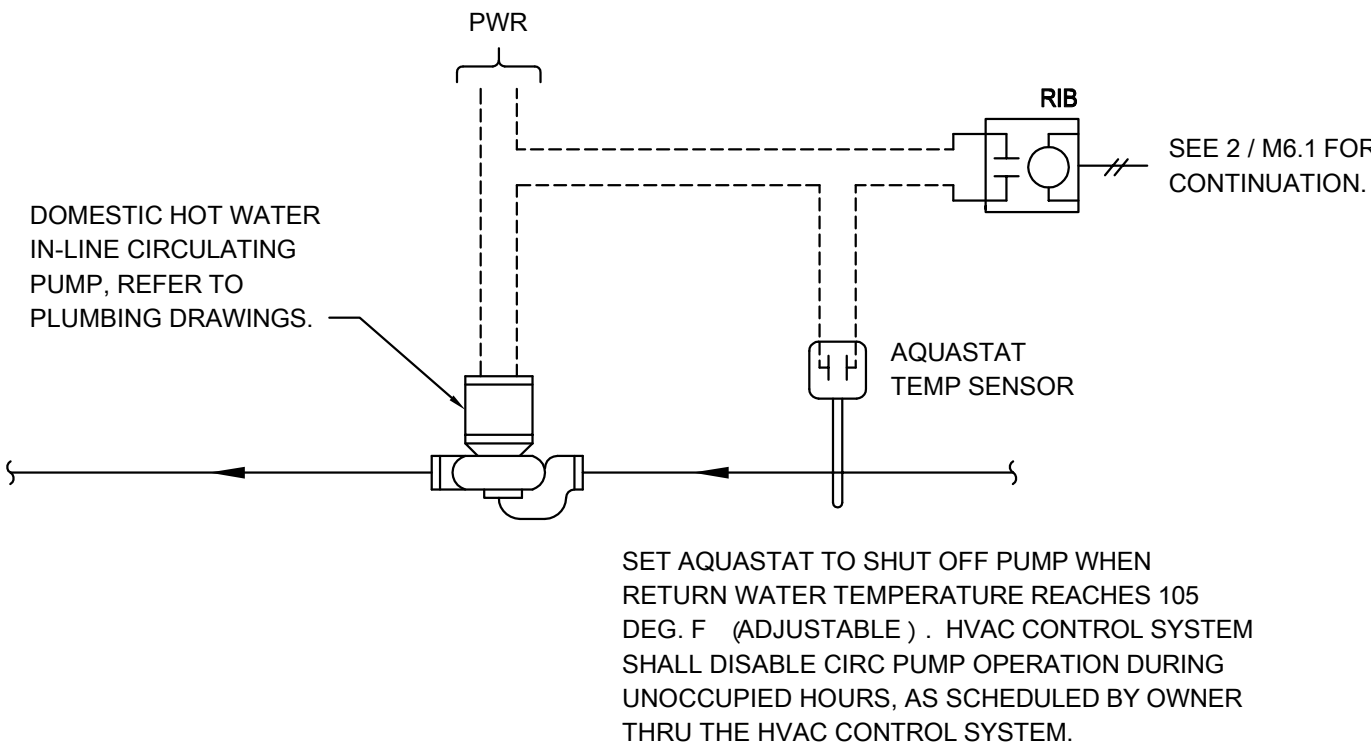 PWR
RIB
SEE 2 / M6.1 FOR
CONTINUATION.
DOMESTIC HOT WATER
IN-LINE CIRCULATING
PUMP, REFER TO
PLUMBING DRAWINGS.
AQUASTAT
TEMP SENSOR
SET AQUASTAT TO SHUT OFF PUMP WHEN
RETURN WATER TEMPERATURE REACHES 105
DEG. F (ADJUSTABLE ) . HVAC CONTROL SYSTEM
SHALL DISABLE CIRC PUMP OPERATION DURING
UNOCCUPIED HOURS, AS SCHEDULED BY OWNER
THRU THE HVAC CONTROL SYSTEM.